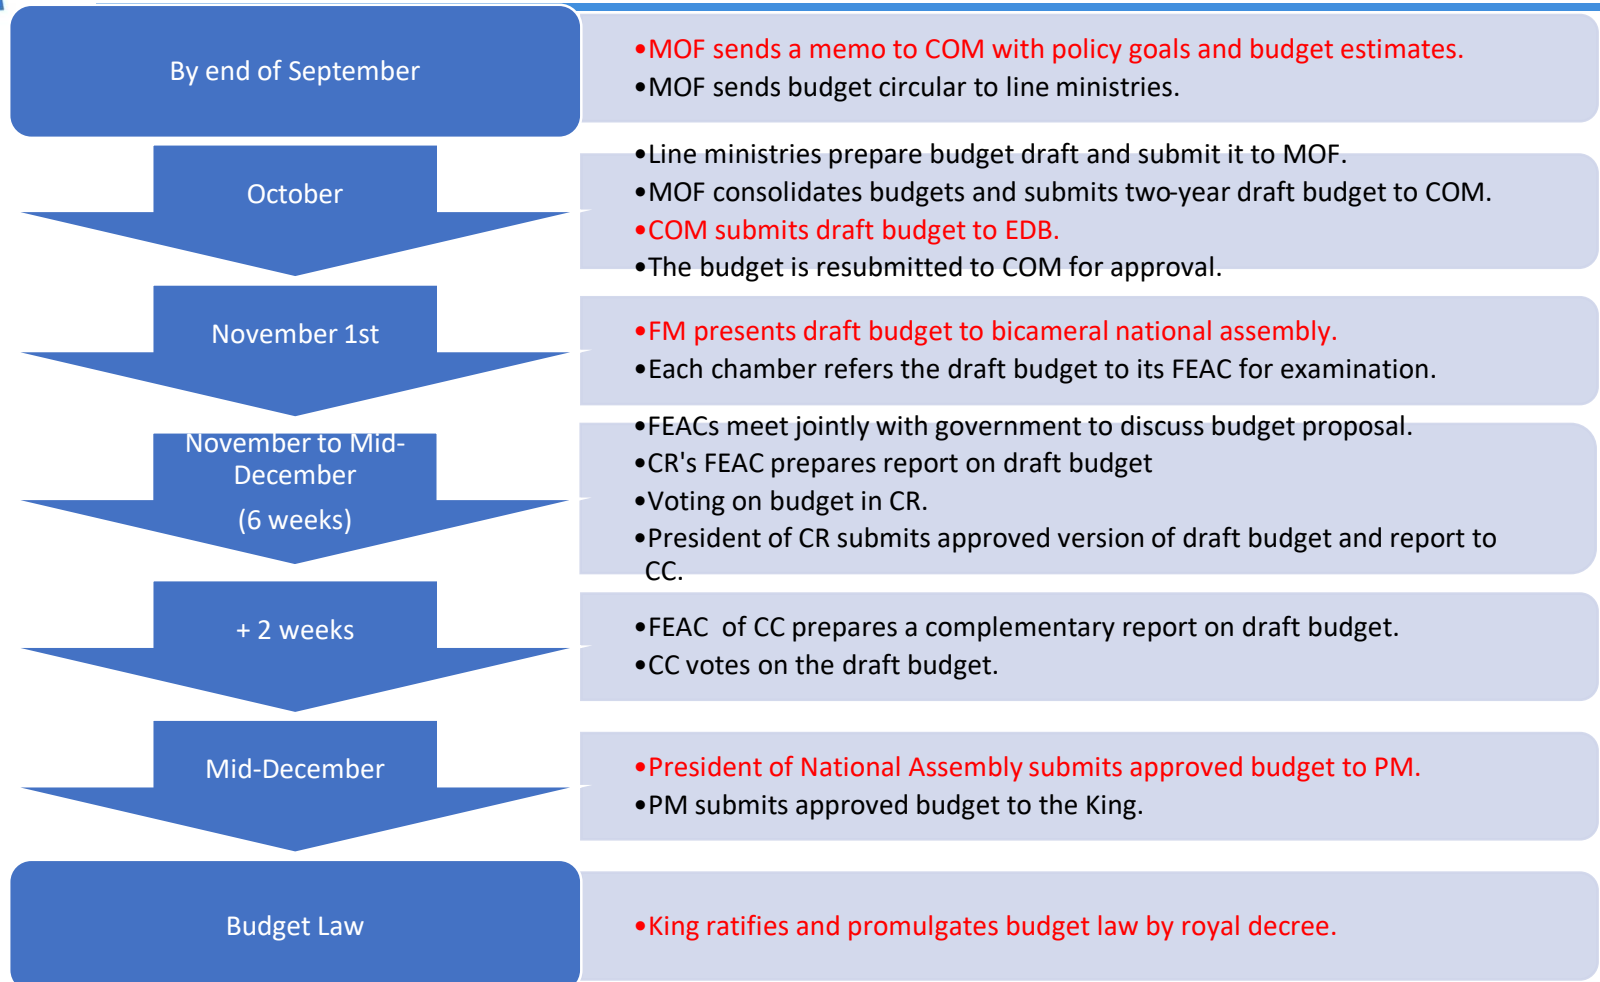 By end of September
•MOF sends a memo to COM with policy goals and budget estimates.
•MOF sends budget circular to line ministries.
October
•Line ministries prepare budget draft and submit it to MOF.
•MOF consolidates budgets and submits two-year draft budget to COM.
•COM submits draft budget to EDB.
•The budget is resubmitted to COM for approval.
November 1st
•FM presents draft budget to bicameral national assembly.
•Each chamber refers the draft budget to its FEAC for examination.
November to Mid-
December
(6 weeks)
•FEACs meet jointly with government to discuss budget proposal.
•CR's FEAC prepares report on draft budget
•Voting on budget in CR.
•President of CR submits approved version of draft budget and report to
CC.
+ 2 weeks
•FEAC of CC prepares a complementary report on draft budget.
•CC votes on the draft budget.
Mid-December
•President of National Assembly submits approved budget to PM.
•PM submits approved budget to the King.
Budget Law
•King ratifies and promulgates budget law by royal decree.